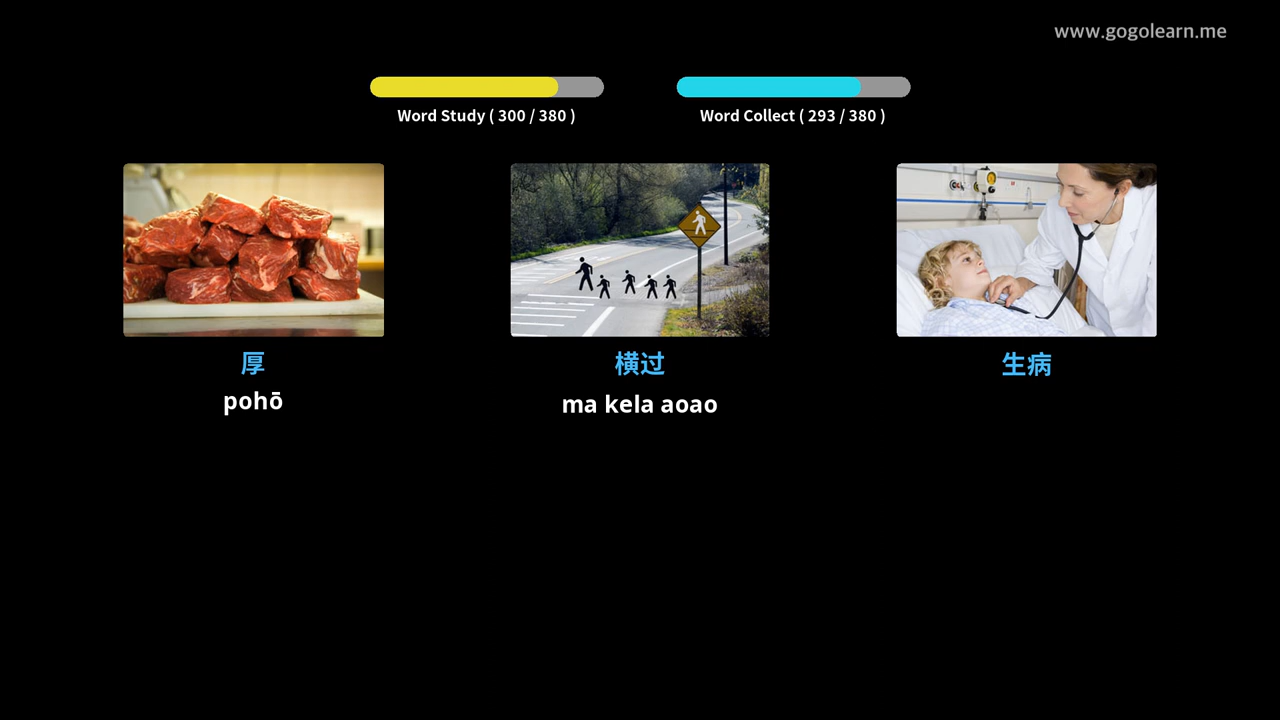 www.gogolearn.me
Word Study ( 300 / 380 )
Word Collect ( 293 / 380 )
厚
横过
生病
pohō
ma kela aoao